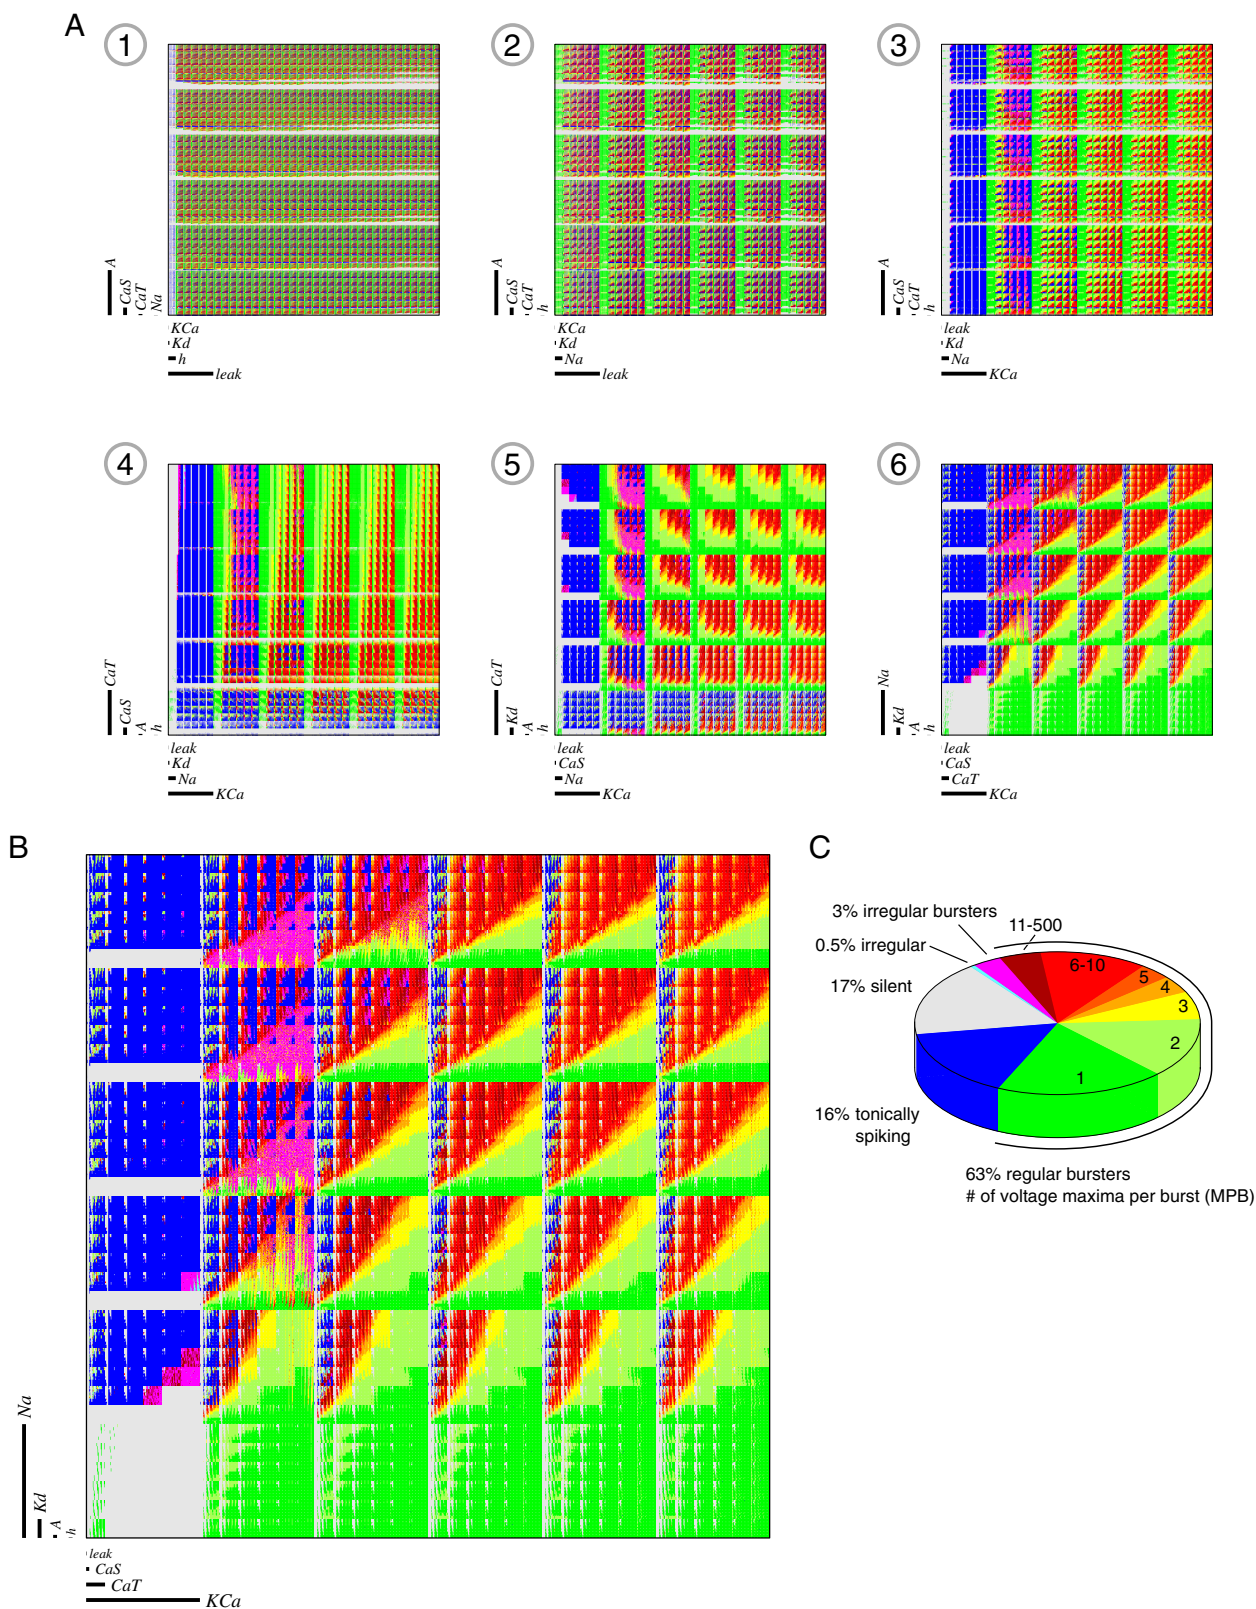 A
1
2
3
A
CaS
CaT
Na
KCa
Kd
h
leak
A
CaS
CaT
h
KCa
Kd
Na
leak
A
CaS
CaT
h
leak
Kd
Na
KCa
4
5
6
CaT
CaS
A
h
leak
Kd
Na
KCa
CaT
Kd
A
h
leak
CaS
Na
KCa
Na
Kd
A
h
leak
CaS
CaT
KCa
B
Na
Kd
A
h
leak
CaS
CaT
KCa
C
3% irregular bursters
11-500
0.5% irregular
6-10
5
4
17% silent
3
2
1
16% tonically
spiking
63% regular bursters
# of voltage maxima per burst (MPB)